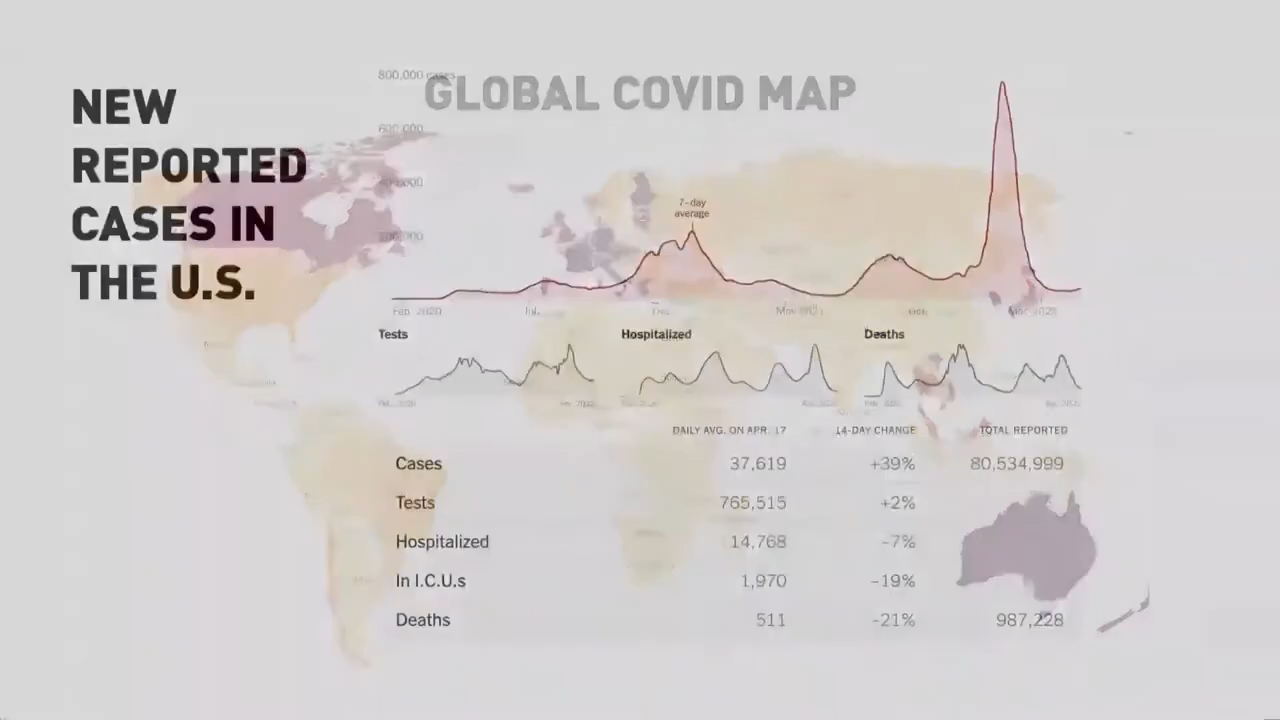 GLOBAL COVID MAP
NEW
REPORTED
CASES IN
THE U.S.
800,000 cases
600,000
7-day
average
Feb. 2020
Tests
Hospitalized
Deaths
DAILY AVG. ON APR. 17 14-DAY CHANGE TOTAL REPORTED
Cases 37,619 +39% 80,534,999
Tests 765,515 +2%
Hospitalized 14,768 -7%
In I.C.U.s 1,970 -19%
Deaths 511 -21% 987,228